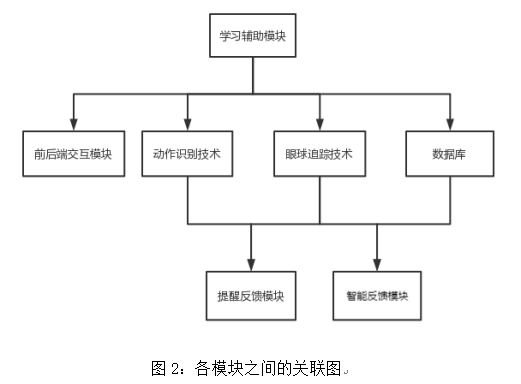 学习辅助模块
前后端交互模块
动作识别技术
眼球追踪技术
数据库
提醒反馈模块
智能反馈模块
图 2：各模块之间的关联图